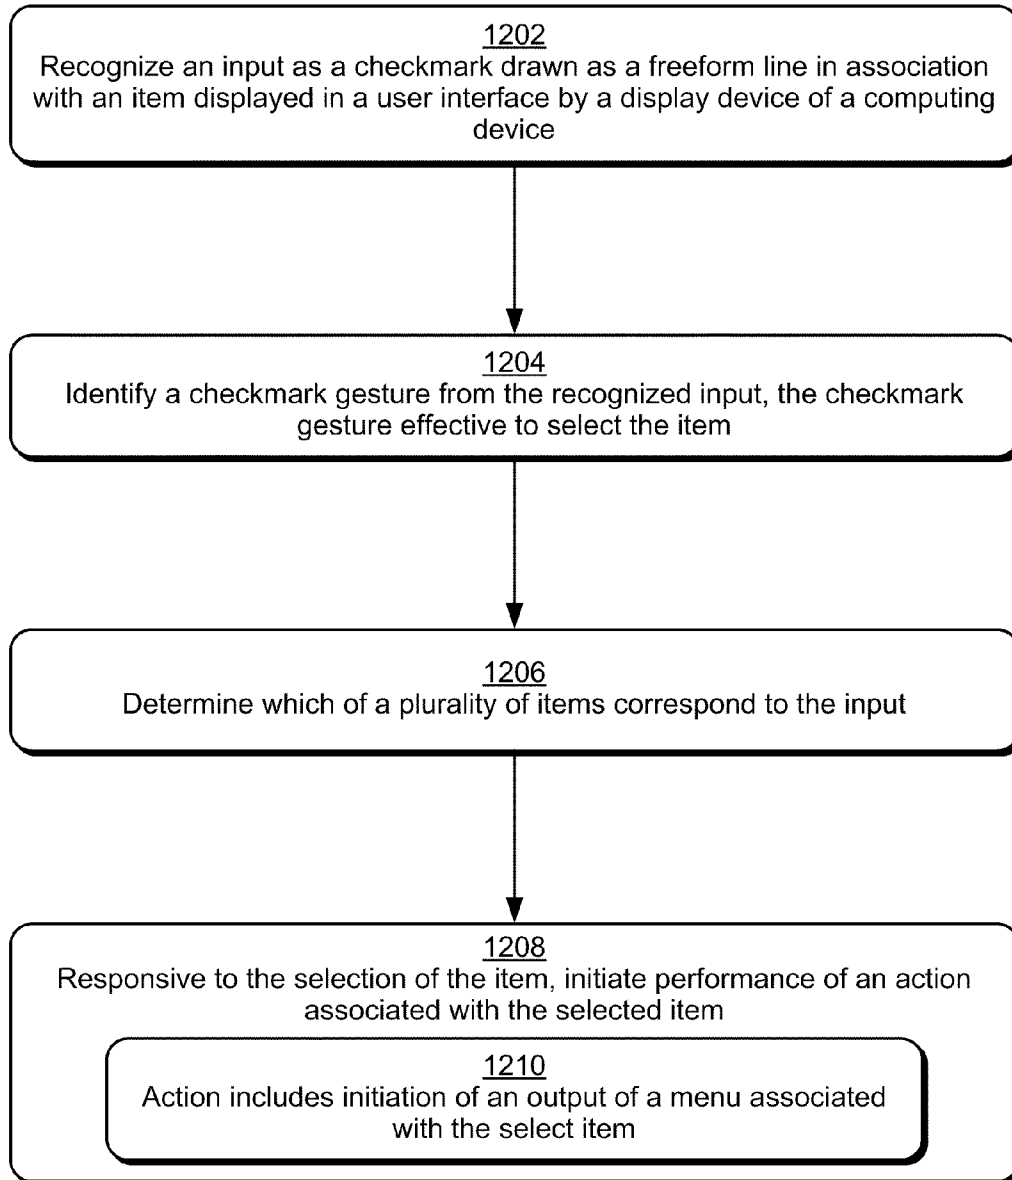 1202
Recognize an input as a checkmark drawn as a freeform line in association
with an item displayed in a user interface by a display device of a computing
device
1204
Identify a checkmark gesture from the recognized input, the checkmark
gesture effective to select the item
1206
Determine which of a plurality of items correspond to the input
1208
Responsive to the selection of the item, initiate performance of an action
associated with the selected item
1210
Action includes initiation of an output of a menu associated
with the select item